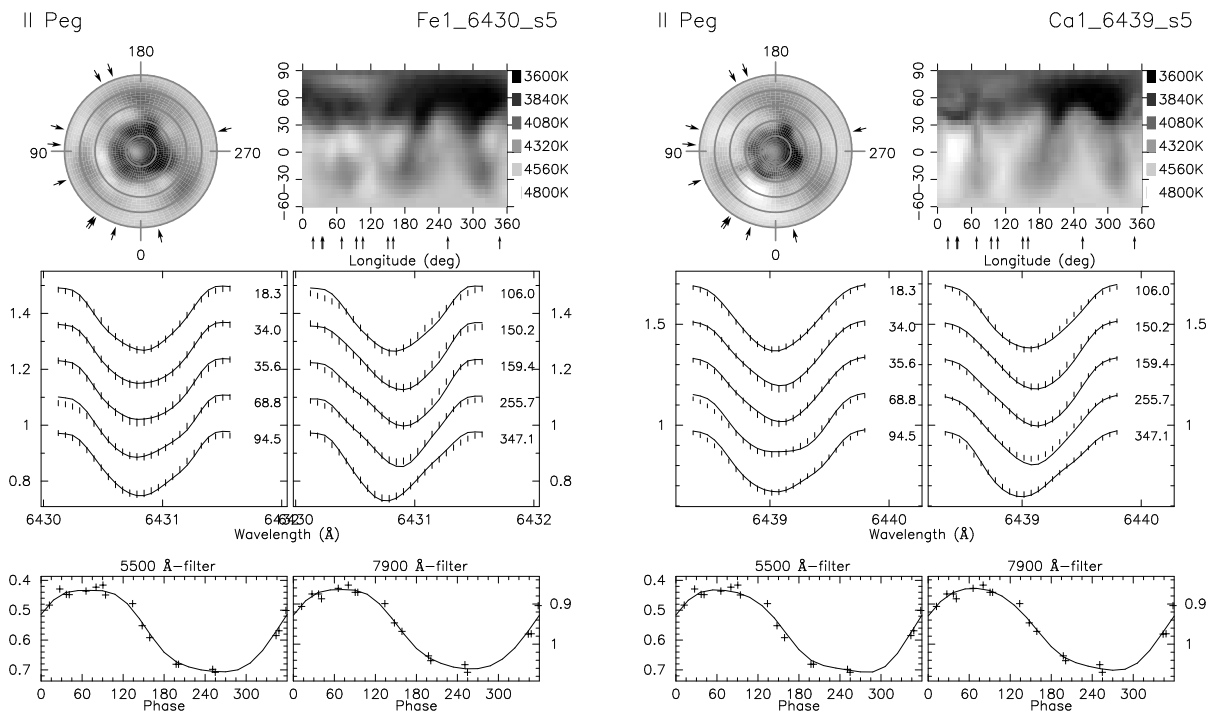 II Peg
Fe1_6430_s5
180
90
270
0
90
60
30
0
−30
−60
0 60 120 180 240 300 360
Longitude (deg)
3600K
3840K
4080K
4320K
4560K
4800K
1.4
1.2
1
0.8
18.3
34.0
35.6
68.8
94.5
106.0
150.2
159.4
255.7
347.1
1.4
1.2
1
0.8
6430 6431 6432
6430 6431 6432
Wavelength (Å)
5500 Å-filter
7900 Å-filter
0.4
0.5
0.6
0.7
0.9
1
0 60 120 180 240 300
0 60 120 180 240 300
Phase
Phase
II Peg
Ca1_6439_s5
180
90
270
0
90
60
30
0
−30
−60
0 60 120 180 240 300 360
Longitude (deg)
3600K
3840K
4080K
4320K
4560K
4800K
1.5
1
18.3
34.0
35.6
68.8
94.5
106.0
150.2
159.4
255.7
347.1
1.5
1
6439 6440
6439 6440
Wavelength (Å)
5500 Å-filter
7900 Å-filter
0.4
0.5
0.6
0.7
0.9
1
0 60 120 180 240 300
0 60 120 180 240 300
Phase
Phase